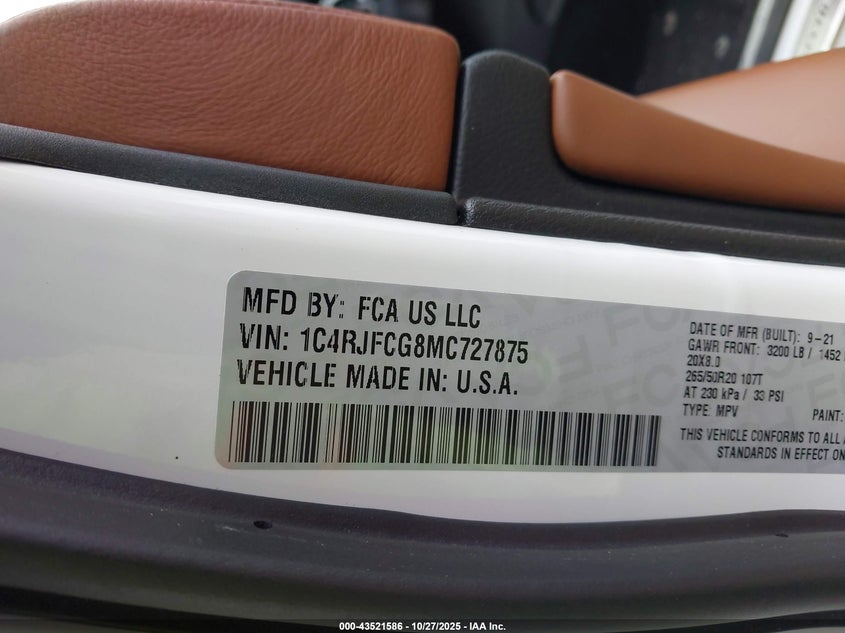 MFD BY: FCA US LLC
VIN: 1C4RJFCG8MC727875
VEHICLE MADE IN: U.S.A.
DATE OF MFR (BUILT): 9-21
GAWR FRONT: 3200 LB / 1452
20X8.0
265/50R20 107T
AT 230 kPa / 33 PSI
TYPE: MPV PAINT:
THIS VEHICLE CONFORMS TO ALL
STANDARDS IN EFFECT ON
000-43521586 - 10/27/2025 - IAA Inc.